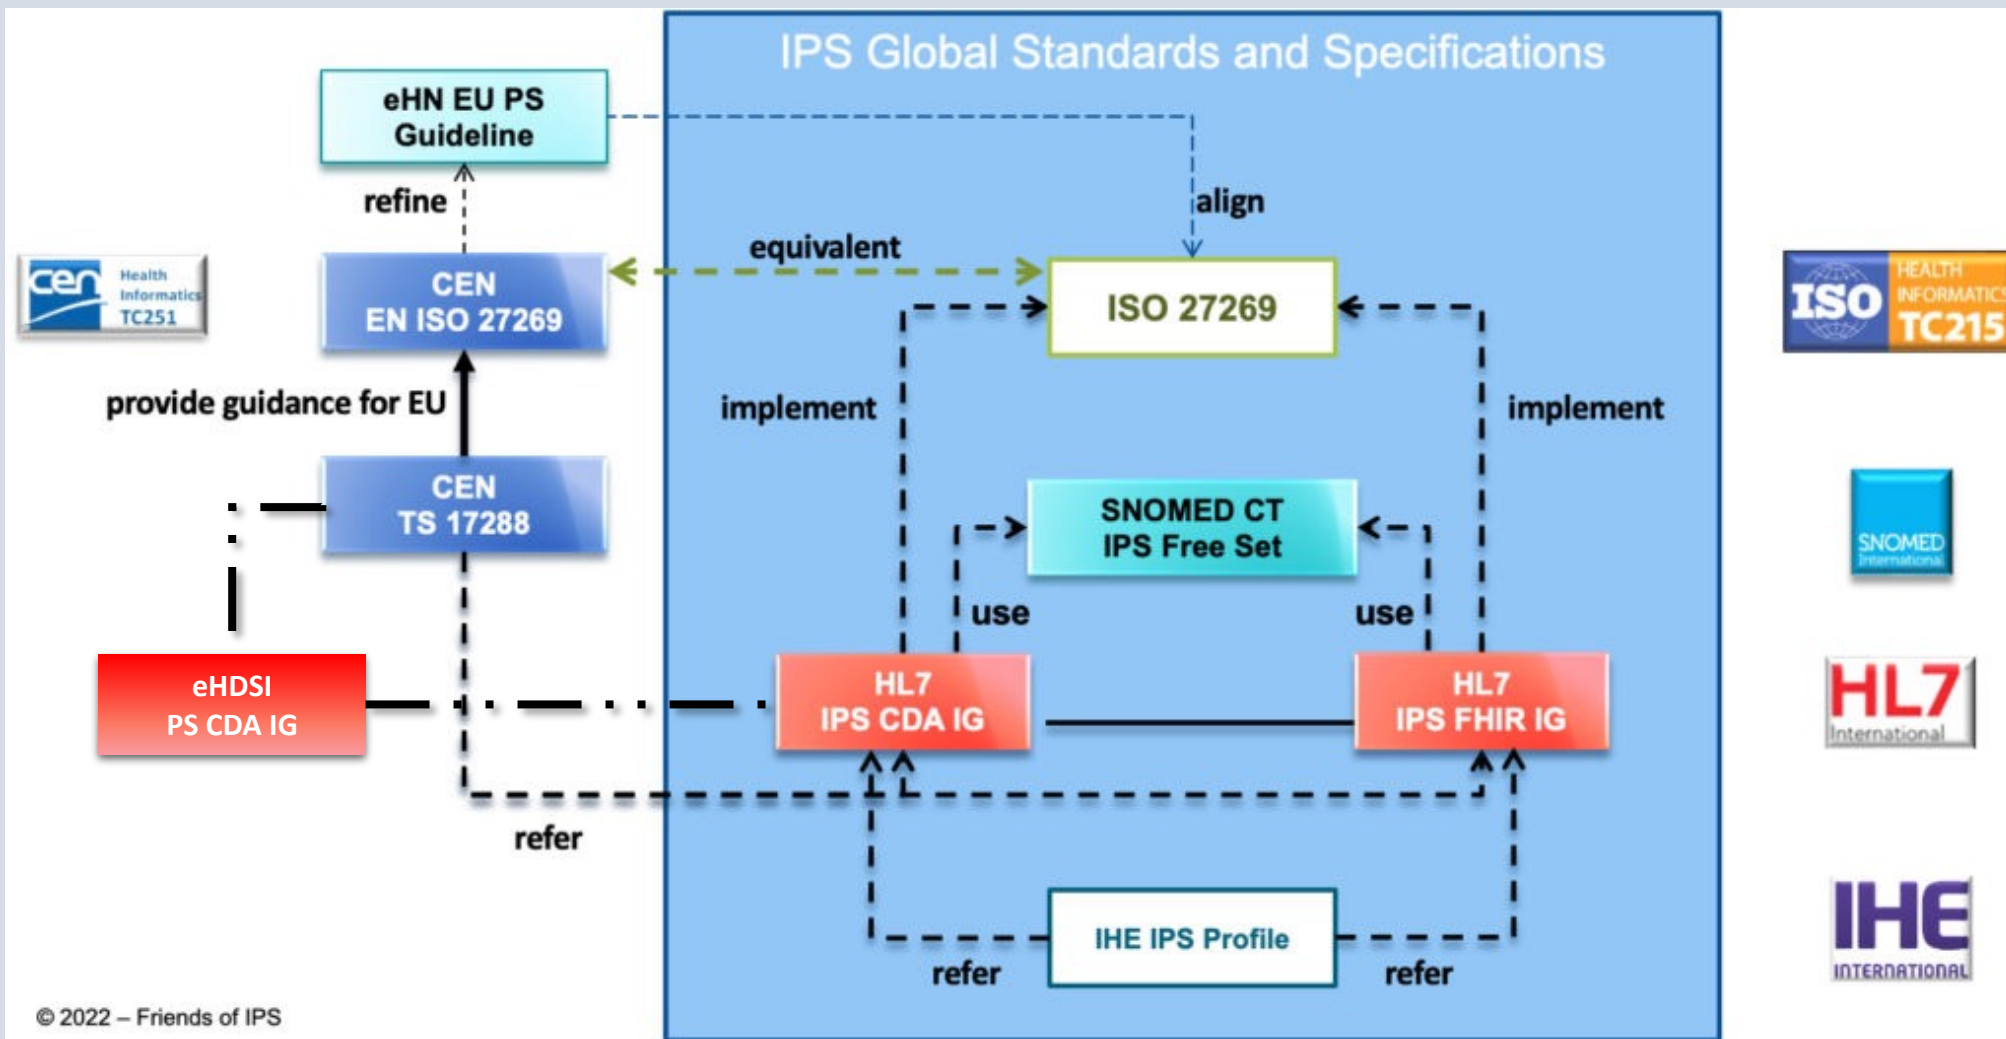 IPS Global Standards and Specifications
eHN EU PS
Guideline
refine
align
equivalent
cen
Health
Informatics
TC251
CEN
EN ISO 27269
ISO 27269
ISO
HEALTH
INFORMATICS
TC215
provide guidance for EU
implement
implement
CEN
TS 17288
SNOMED CT
IPS Free Set
SNOMED
International
use
use
eHDSI
PS CDA IG
HL7
IPS CDA IG
HL7
IPS FHIR IG
HL7
International
refer
IHE IPS Profile
refer
refer
IHE
INTERNATIONAL
© 2022 – Friends of IPS